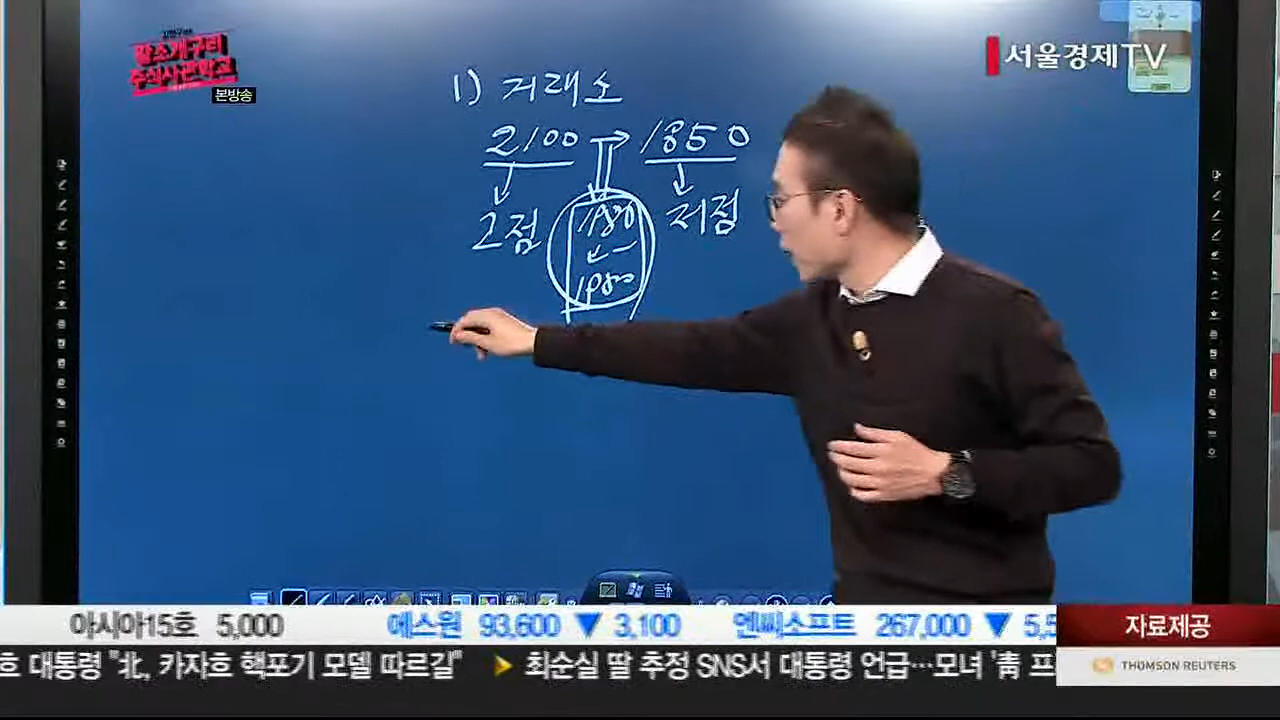 황소개구리
주식사관학교
본방송
서울경제TV
1) 거래소
2100 → 1850
고점
저점
아시아15호 5,000 에스원 93,600 ▼ 3,100 엔씨소프트 267,000 ▼ 5,5
자료제공
호 대통령 "北, 카자흐 핵포기 모델 따르길" ▶ 최순실 딸 추정 SNS서 대통령 언급…모녀 '靑 프
THOMSON REUTERS